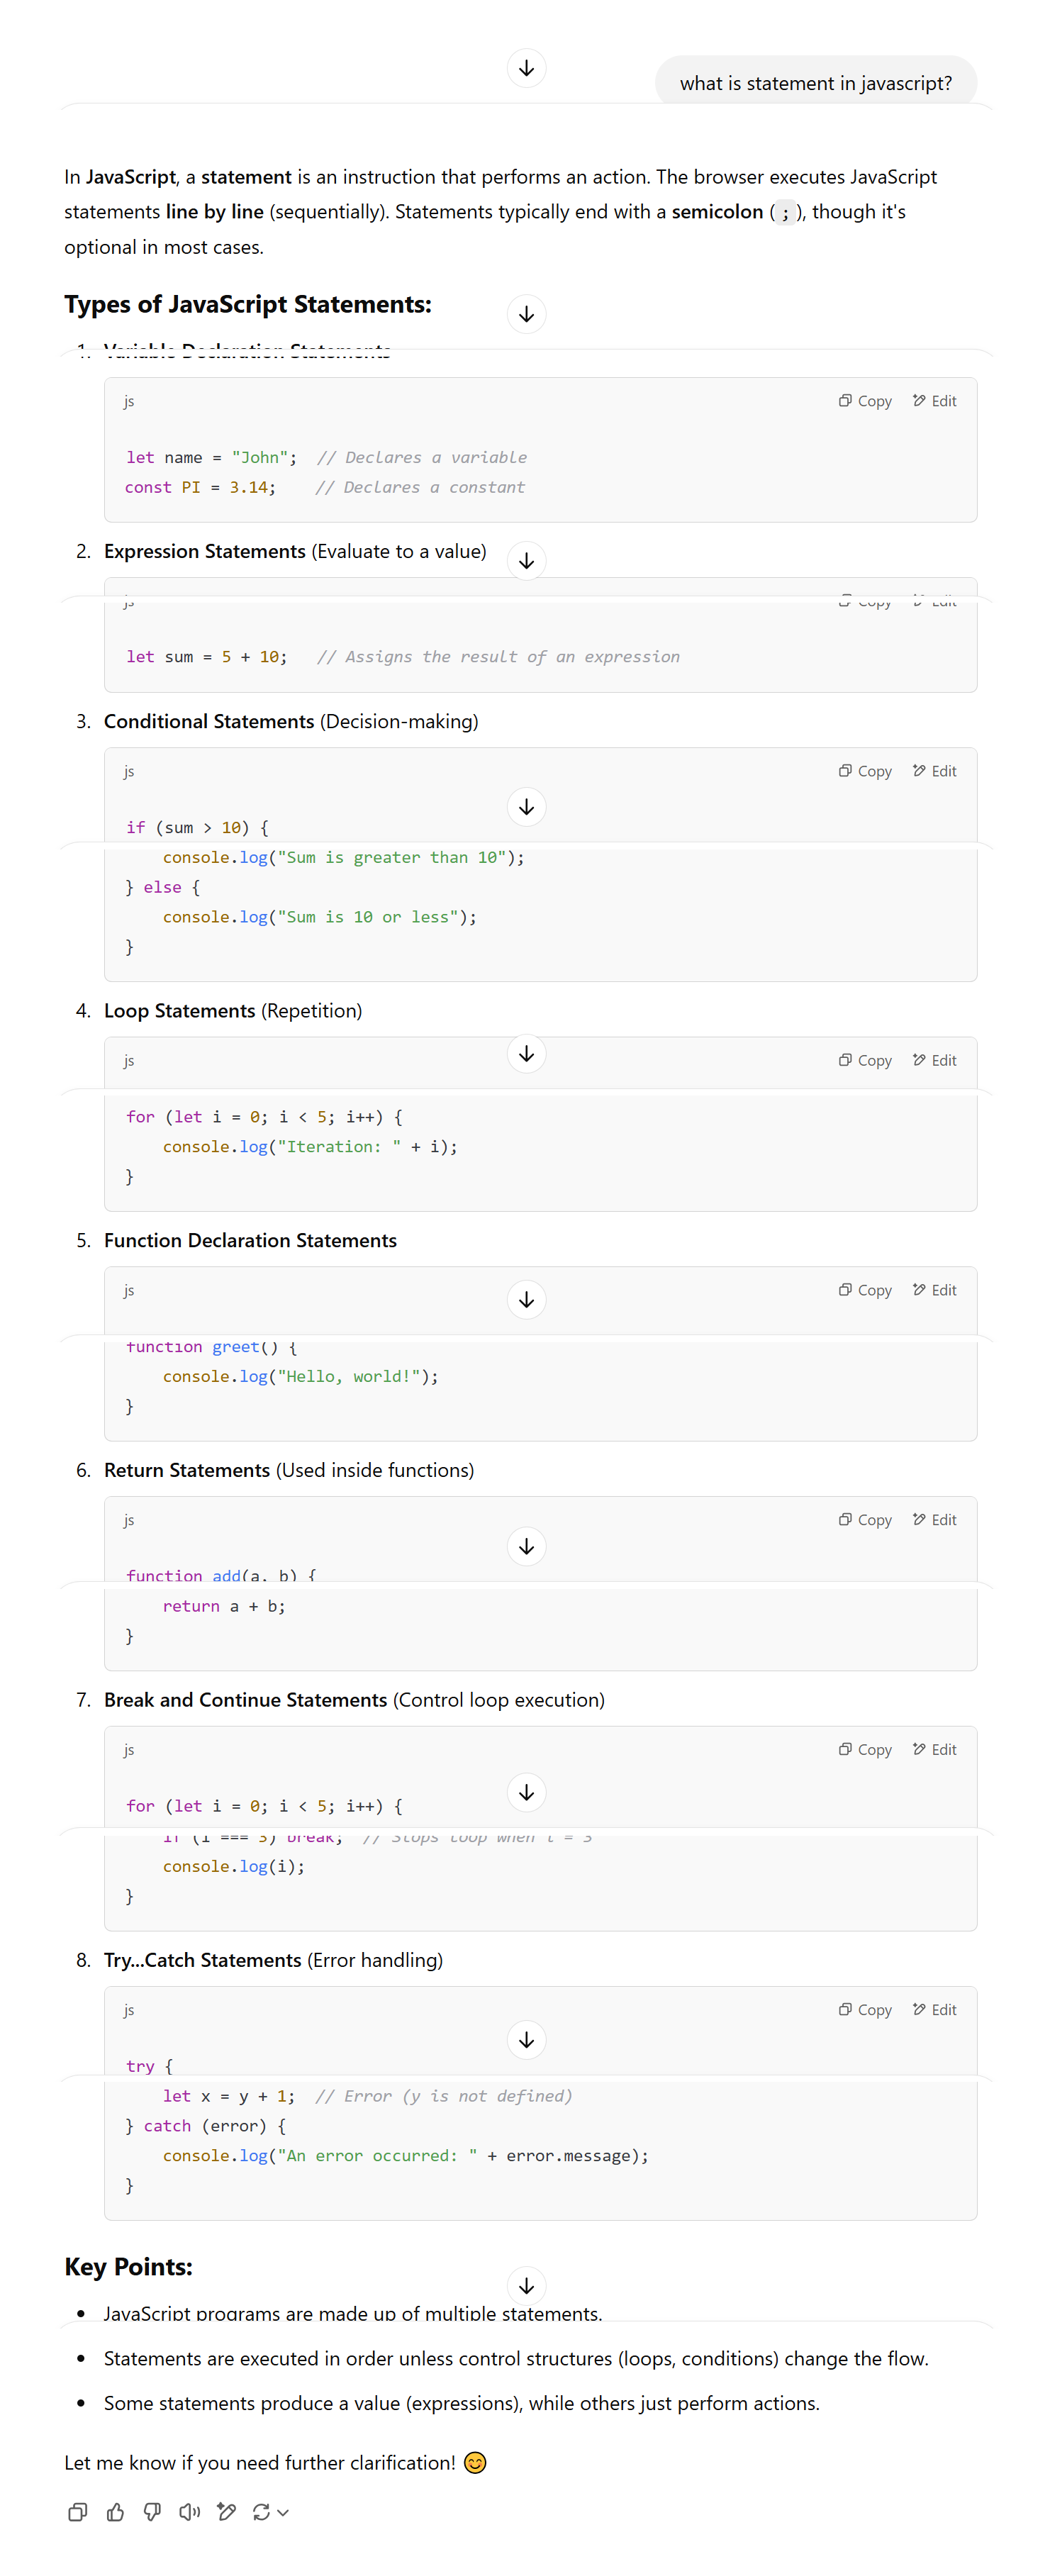 what is statement in javascript?
In JavaScript, a statement is an instruction that performs an action. The browser executes JavaScript
statements line by line (sequentially). Statements typically end with a semicolon ( ; ), though it's
optional in most cases.
Types of JavaScript Statements:
1. Variable Declaration Statements
js Copy Edit
let name = "John";  // Declares a variable
const PI = 3.14;    // Declares a constant
2. Expression Statements (Evaluate to a value)
js Copy Edit
let sum = 5 + 10;   // Assigns the result of an expression
3. Conditional Statements (Decision-making)
js Copy Edit
if (sum > 10) {
    console.log("Sum is greater than 10");
} else {
    console.log("Sum is 10 or less");
}
4. Loop Statements (Repetition)
js Copy Edit
for (let i = 0; i < 5; i++) {
    console.log("Iteration: " + i);
}
5. Function Declaration Statements
js Copy Edit
function greet() {
    console.log("Hello, world!");
}
6. Return Statements (Used inside functions)
js Copy Edit
function add(a, b) {
    return a + b;
}
7. Break and Continue Statements (Control loop execution)
js Copy Edit
for (let i = 0; i < 5; i++) {
    if (i === 3) break;  // Stops loop when i = 3
    console.log(i);
}
8. Try...Catch Statements (Error handling)
js Copy Edit
try {
    let x = y + 1;  // Error (y is not defined)
} catch (error) {
    console.log("An error occurred: " + error.message);
}
Key Points:
• JavaScript programs are made up of multiple statements.
• Statements are executed in order unless control structures (loops, conditions) change the flow.
• Some statements produce a value (expressions), while others just perform actions.
Let me know if you need further clarification! 😊